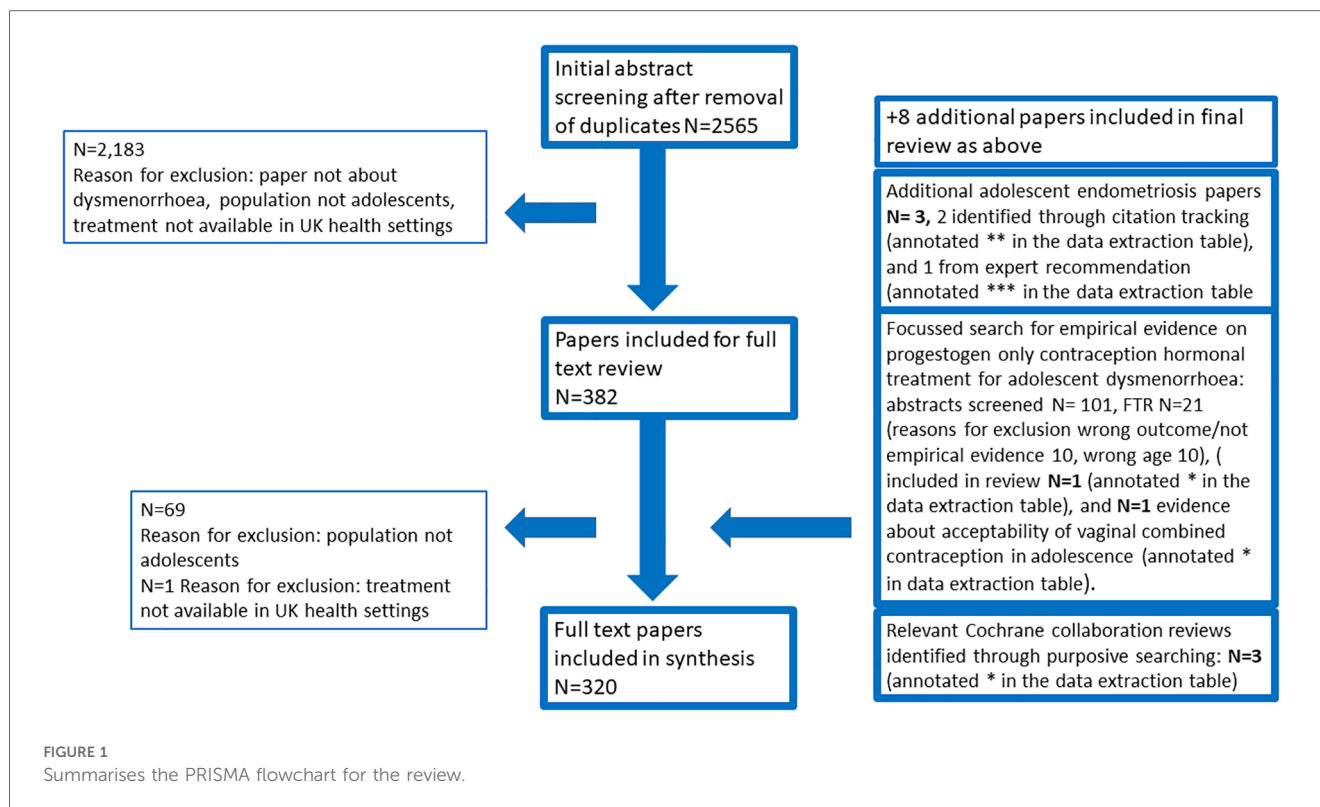 Initial abstract
screening after removal
of duplicates N=2565
N=2,183
Reason for exclusion: paper not about
dysmenorrhoea, population not adolescents,
treatment not available in UK health settings
Papers included for full
text review
N=382
N=69
Reason for exclusion: population not
adolescents
N=1 Reason for exclusion: treatment
not available in UK health settings
Full text papers
included in synthesis
N=320
+8 additional papers included in final
review as above
Additional adolescent endometriosis papers
N= 3, 2 identified through citation tracking
(annotated ** in the data extraction table),
and 1 from expert recommendation
(annotated *** in the data extraction table
Focussed search for empirical evidence on
progestogen only contraception hormonal
treatment for adolescent dysmenorrhoea:
abstracts screened N= 101, FTR N=21
(reasons for exclusion wrong outcome/not
empirical evidence 10, wrong age 10), (
included in review N=1 (annotated * in the
data extraction table), and N=1 evidence
about acceptability of vaginal combined
contraception in adolescence (annotated *
in data extraction table).
Relevant Cochrane collaboration reviews
identified through purposive searching: N=3
(annotated * in the data extraction table)
FIGURE 1
Summarises the PRISMA flowchart for the review.